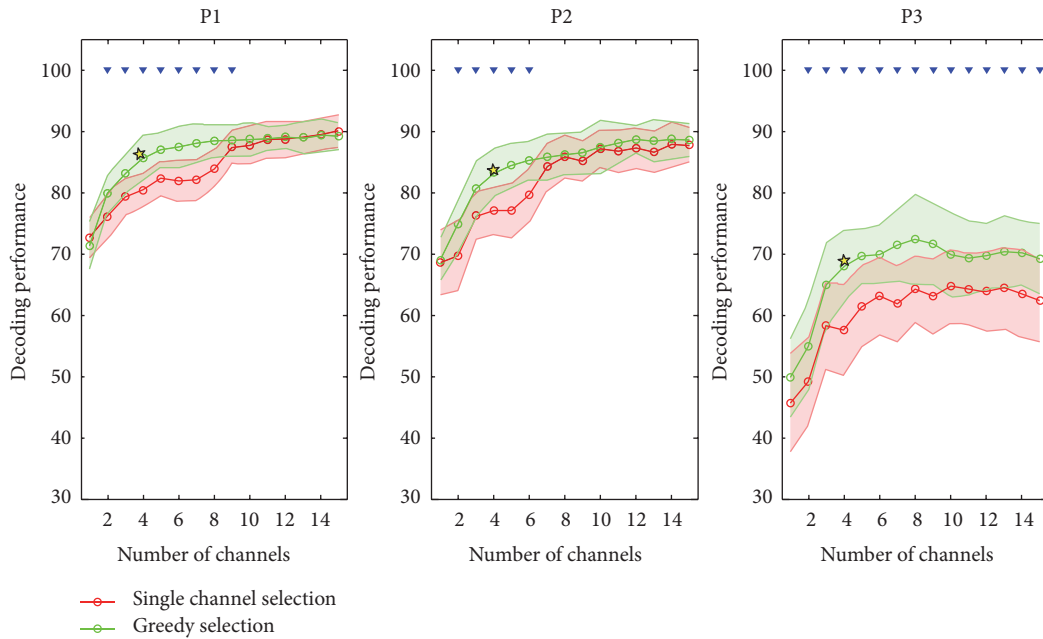 P1
P2
P3
100
90
80
70
60
50
40
30
Decoding performance
2 4 6 8 10 12 14
Number of channels
100
90
80
70
60
50
40
30
Decoding performance
2 4 6 8 10 12 14
Number of channels
100
90
80
70
60
50
40
30
Decoding performance
2 4 6 8 10 12 14
Number of channels
Single channel selection
Greedy selection